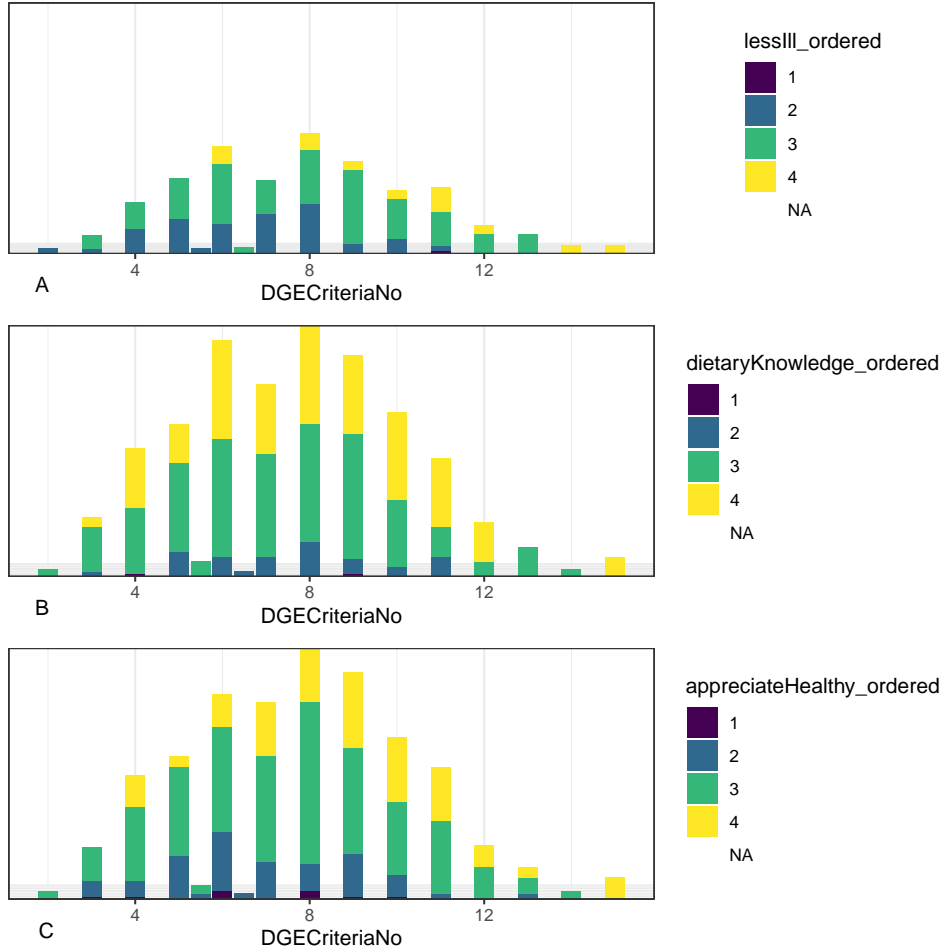 lessIll_ordered
1
2
3
4
NA
4 8 12
DGECriteriaNo
A
dietaryKnowledge_ordered
1
2
3
4
NA
4 8 12
DGECriteriaNo
B
appreciateHealthy_ordered
1
2
3
4
NA
4 8 12
DGECriteriaNo
C